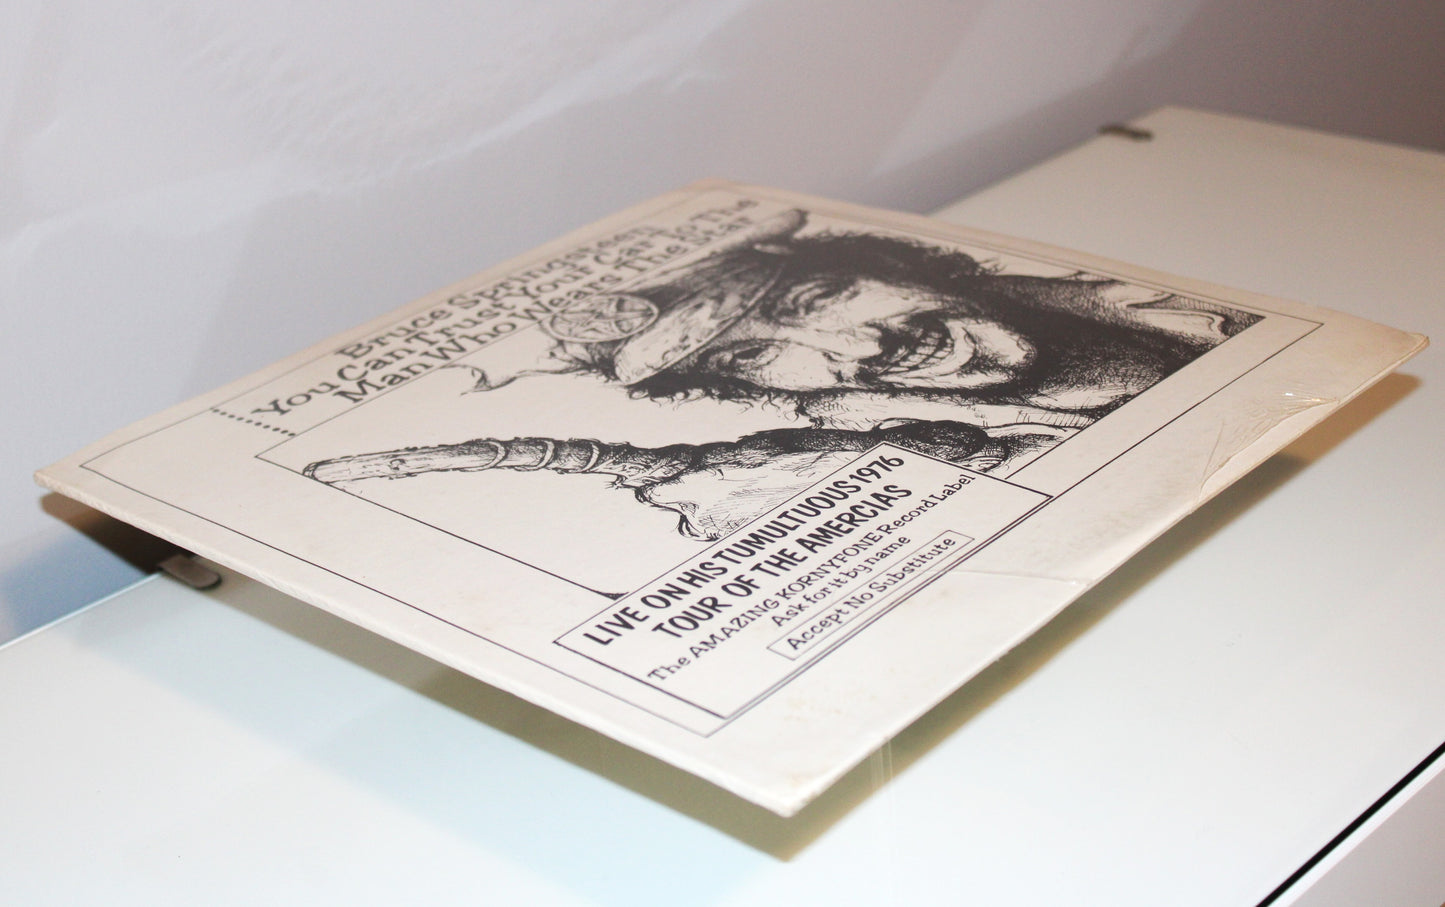 Bruce Springsteen
You Can Trust Your Car To The
Man Who Wears The Star
LIVE ON HIS TUMULTUOUS 1976
TOUR OF THE AMERCIAS
The AMAZING KORNYFONE Record Label
Ask for it by name
Accept No Substitute